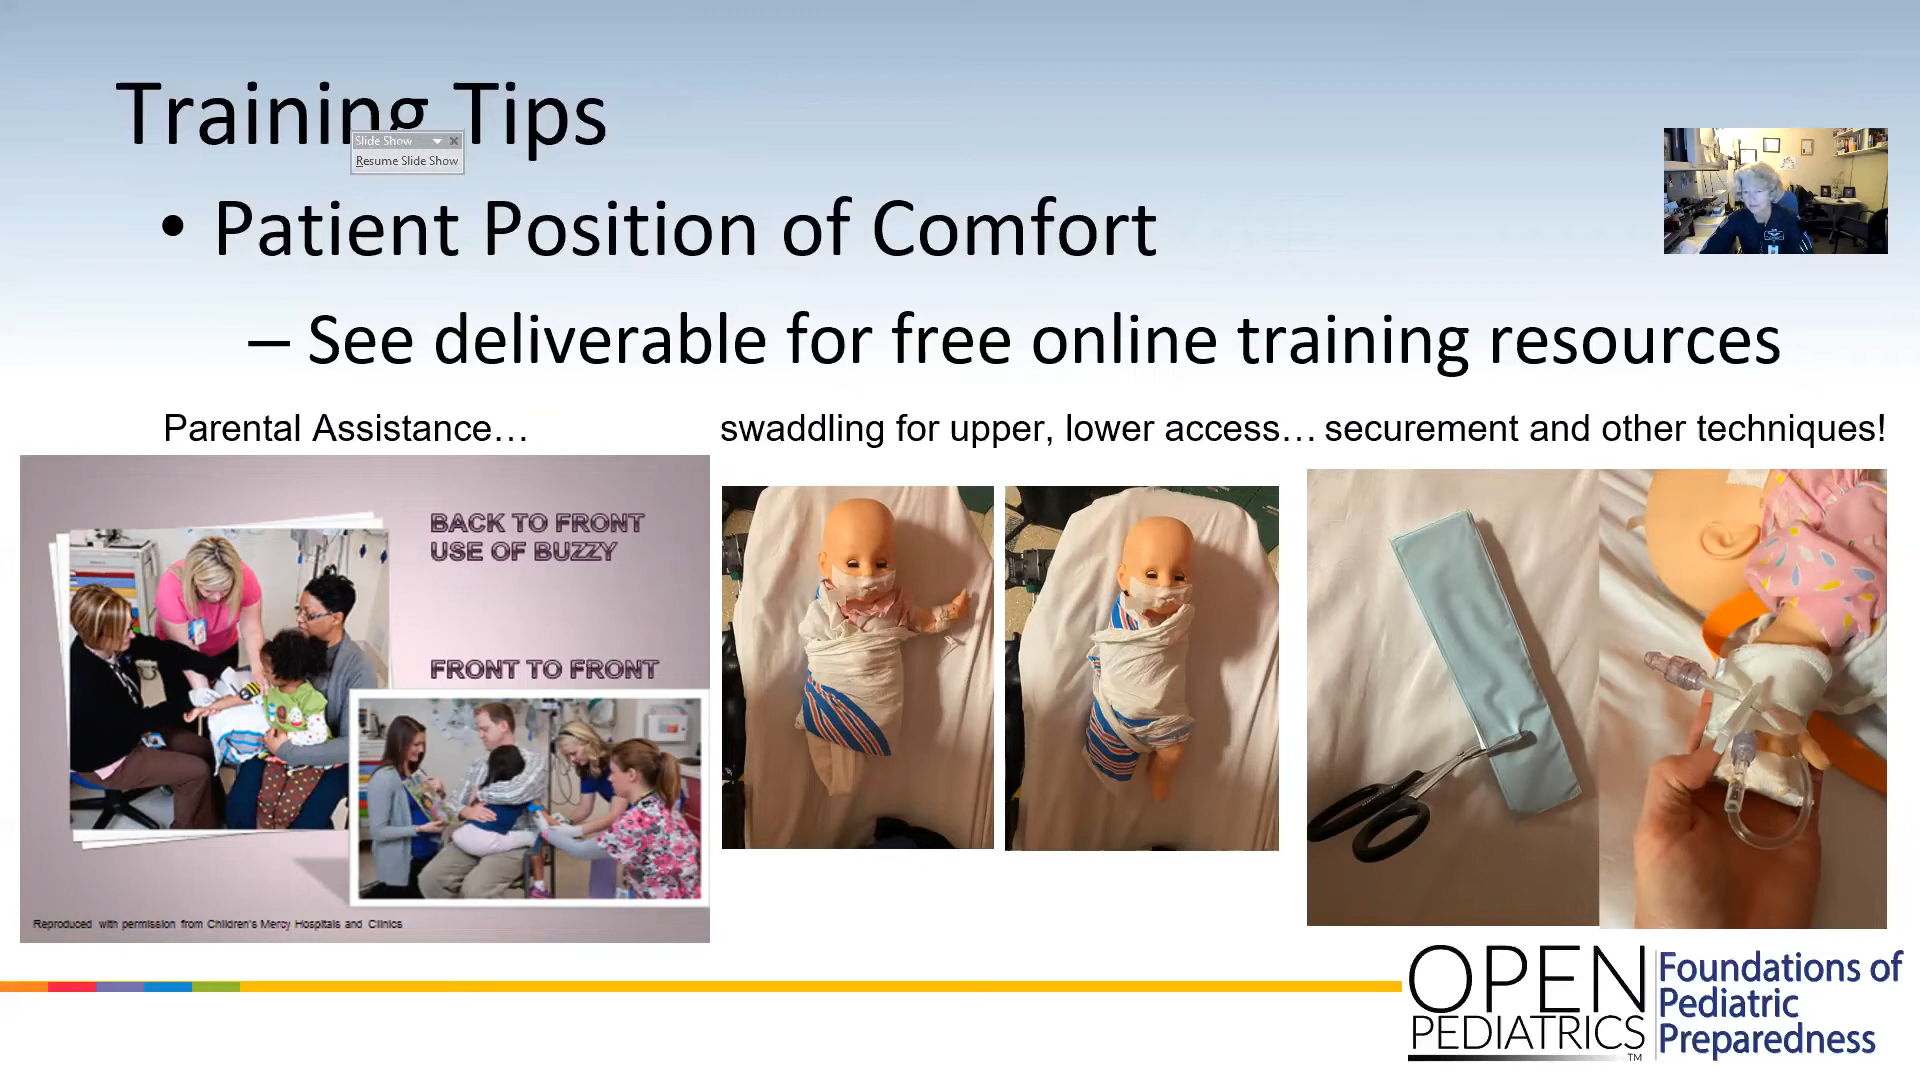 Training Tips
Slide Show
Resume Slide Show
• Patient Position of Comfort
– See deliverable for free online training resources
Parental Assistance…
swaddling for upper, lower access…
securement and other techniques!
BACK TO FRONT
USE OF BUZZY
FRONT TO FRONT
Reproduced with permission from Children's Mercy Hospitals and Clinics
OPEN
PEDIATRICS™
Foundations of
Pediatric
Preparedness